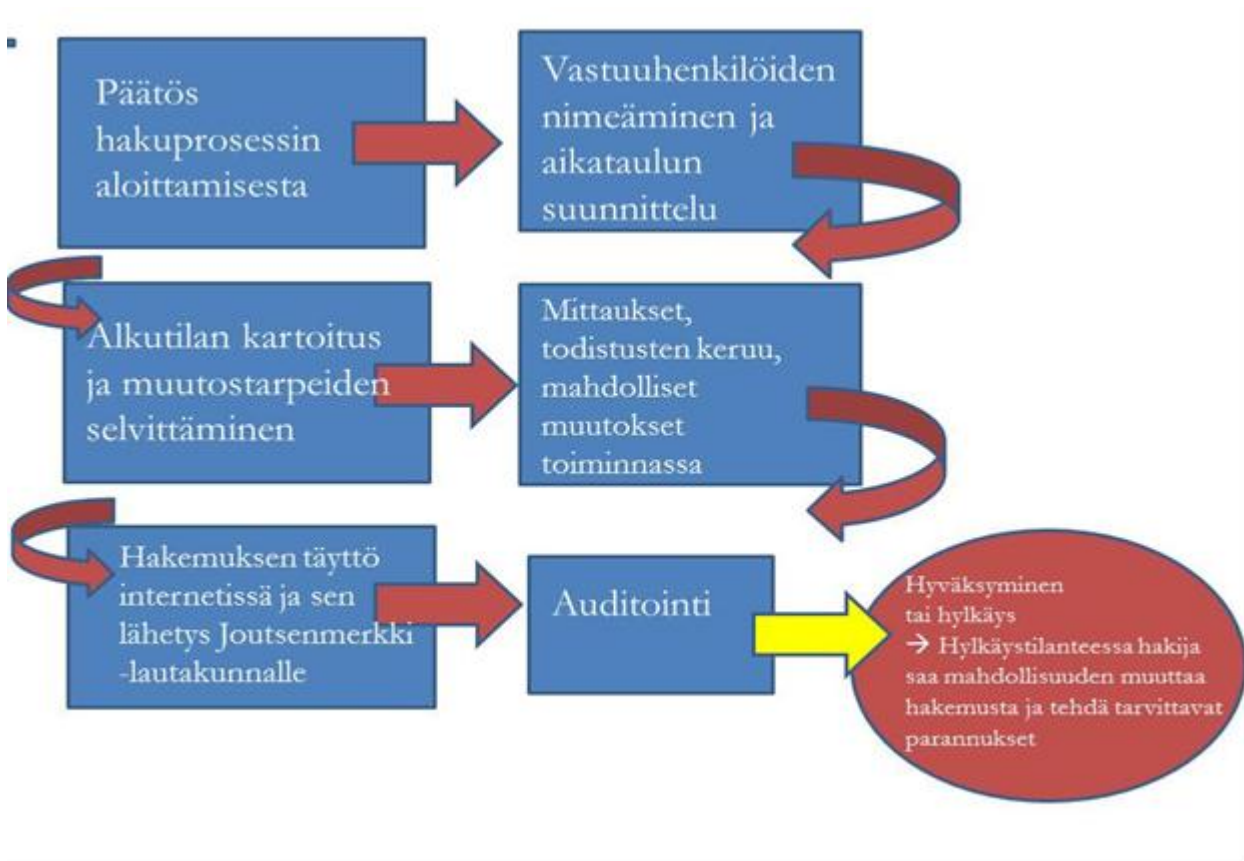 Päätös
hakuprosessin
aloittamisesta
Vastuuhenkilöiden
nimeäminen ja
aikataulun
suunnittelu
Alkutilan kartoitus
ja muutostarpeiden
selvittäminen
Mittaukset,
todistusten keruu,
mahdolliset
muutokset
toiminnassa
Hakemuksen täyttö
internetissä ja sen
lähetys Joutsenmerkki
-lautakunnalle
Auditointi
Hyväksyminen
tai hylkäys
→ Hylkäystilanteessa hakija
saa mahdollisuuden muuttaa
hakemusta ja tehdä tarvittavat
parannukset